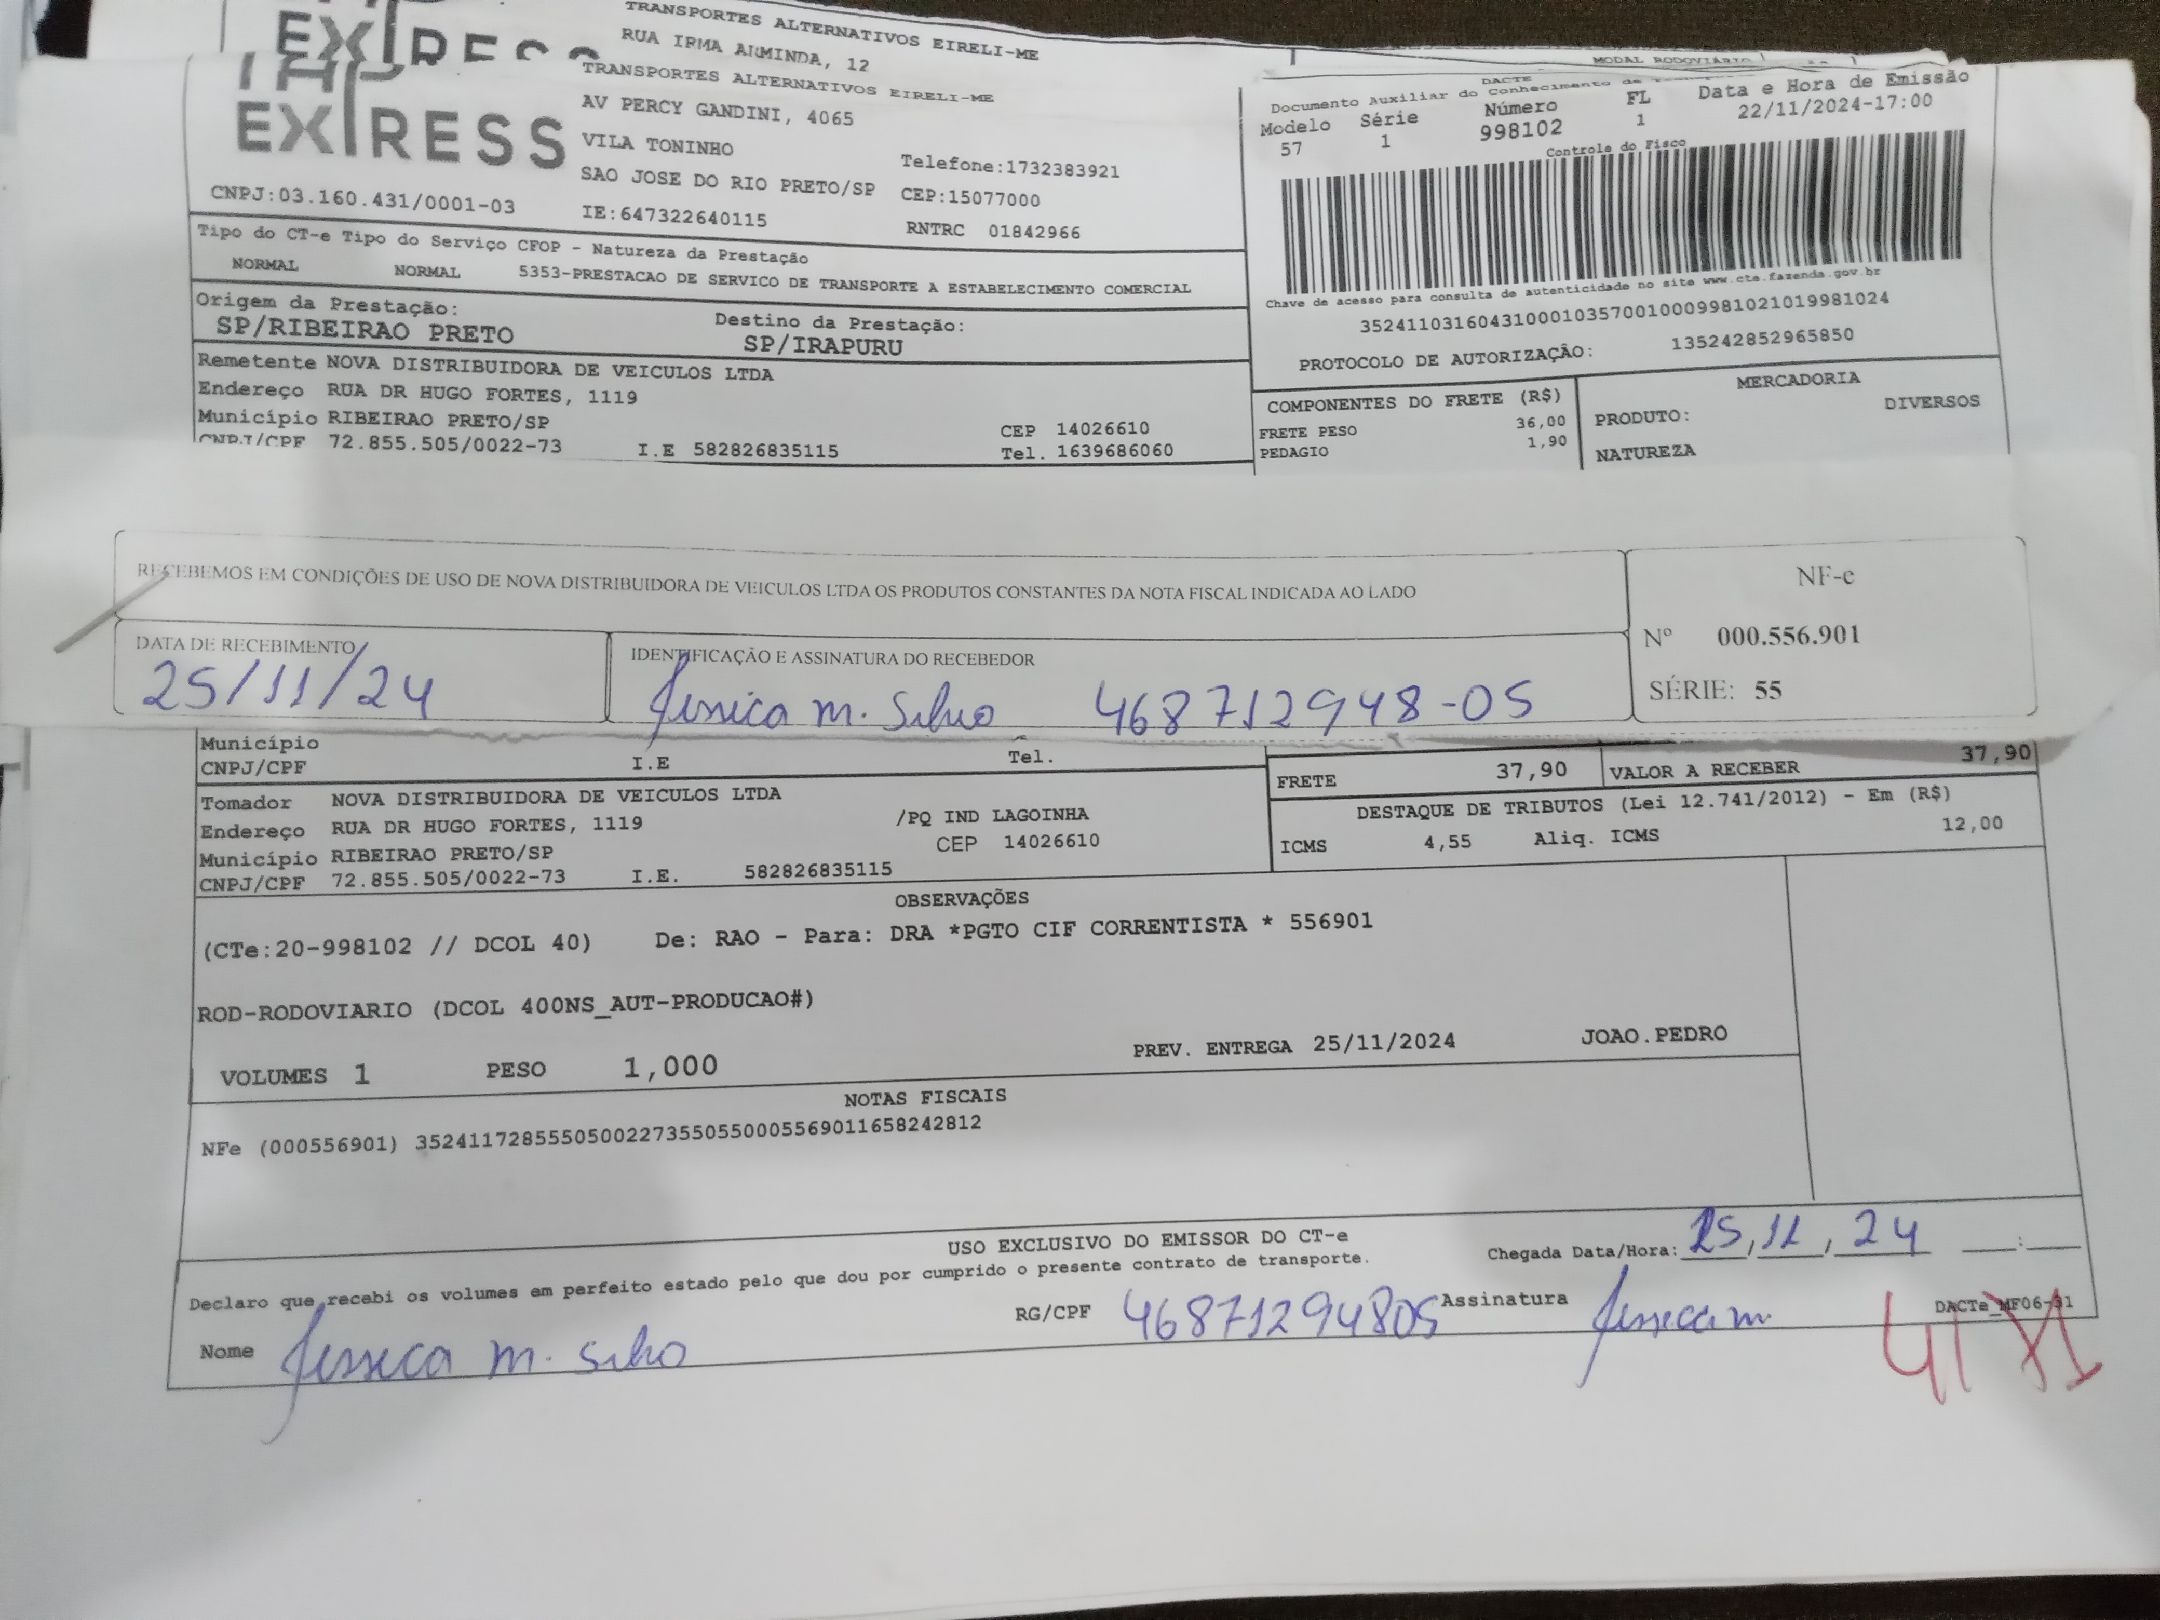 TRANSPORTES ALTERNATIVOS EIRELI-ME
RUA IRMA ARMINDA, 12
MODAL RODOVIÁRIO
EXPRESS
TRANSPORTES ALTERNATIVOS EIRELI-ME
AV PERCY GANDINI, 4065
VILA TONINHO
Telefone:1732383921
SAO JOSE DO RIO PRETO/SP CEP:15077000
CNPJ:03.160.431/0001-03
IE:647322640115
RNTRC 01842966
DACTE
Documento Auxiliar do Conhecimento de
Modelo Série Número FL Data e Hora de Emissão
57 1 998102 1 22/11/2024-17:00
Controle do Fisco
Chave de acesso para consulta de autenticidade no site www.cte.fazenda.gov.br
35241103160431000103570010009981021019981024
PROTOCOLO DE AUTORIZAÇÃO: 135242852965850
Tipo do CT-e Tipo do Serviço CFOP - Natureza da Prestação
NORMAL NORMAL 5353-PRESTACAO DE SERVICO DE TRANSPORTE A ESTABELECIMENTO COMERCIAL
Origem da Prestação: Destino da Prestação:
SP/RIBEIRAO PRETO SP/IRAPURU
Remetente NOVA DISTRIBUIDORA DE VEICULOS LTDA
Endereço RUA DR HUGO FORTES, 1119
Município RIBEIRAO PRETO/SP CEP 14026610
CNPJ/CPF 72.855.505/0022-73 I.E 582826835115 Tel. 1639686060
COMPONENTES DO FRETE (R$)
FRETE PESO 36,00
PEDAGIO 1,90
MERCADORIA
PRODUTO: DIVERSOS
NATUREZA
RECEBEMOS EM CONDIÇÕES DE USO DE NOVA DISTRIBUIDORA DE VEICULOS LTDA OS PRODUTOS CONSTANTES DA NOTA FISCAL INDICADA AO LADO
NF-e
Nº 000.556.901
SÉRIE: 55
DATA DE RECEBIMENTO
25/11/24
IDENTIFICAÇÃO E ASSINATURA DO RECEBEDOR
Jessica m. Silva 468712948-05
Município
CNPJ/CPF I.E Tel.
FRETE 37,90 VALOR A RECEBER 37,90
Tomador NOVA DISTRIBUIDORA DE VEICULOS LTDA
Endereço RUA DR HUGO FORTES, 1119 /PQ IND LAGOINHA
Município RIBEIRAO PRETO/SP CEP 14026610
CNPJ/CPF 72.855.505/0022-73 I.E. 582826835115
DESTAQUE DE TRIBUTOS (Lei 12.741/2012) - Em (R$)
ICMS 4,55 Aliq. ICMS 12,00
OBSERVAÇÕES
(CTe:20-998102 // DCOL 40) De: RAO - Para: DRA *PGTO CIF CORRENTISTA * 556901
ROD-RODOVIARIO (DCOL 400NS_AUT-PRODUCAO#)
VOLUMES 1 PESO 1,000 PREV. ENTREGA 25/11/2024 JOAO.PEDRO
NOTAS FISCAIS
NFe (000556901) 35241172855505002273550550005569011658242812
USO EXCLUSIVO DO EMISSOR DO CT-e
Declaro que recebi os volumes em perfeito estado pelo que dou por cumprido o presente contrato de transporte.
Chegada Data/Hora: 25, 11, 24 :
Nome Jessica m. Silva RG/CPF 46871294805 Assinatura Jessica m.
DACTe_MF06-31